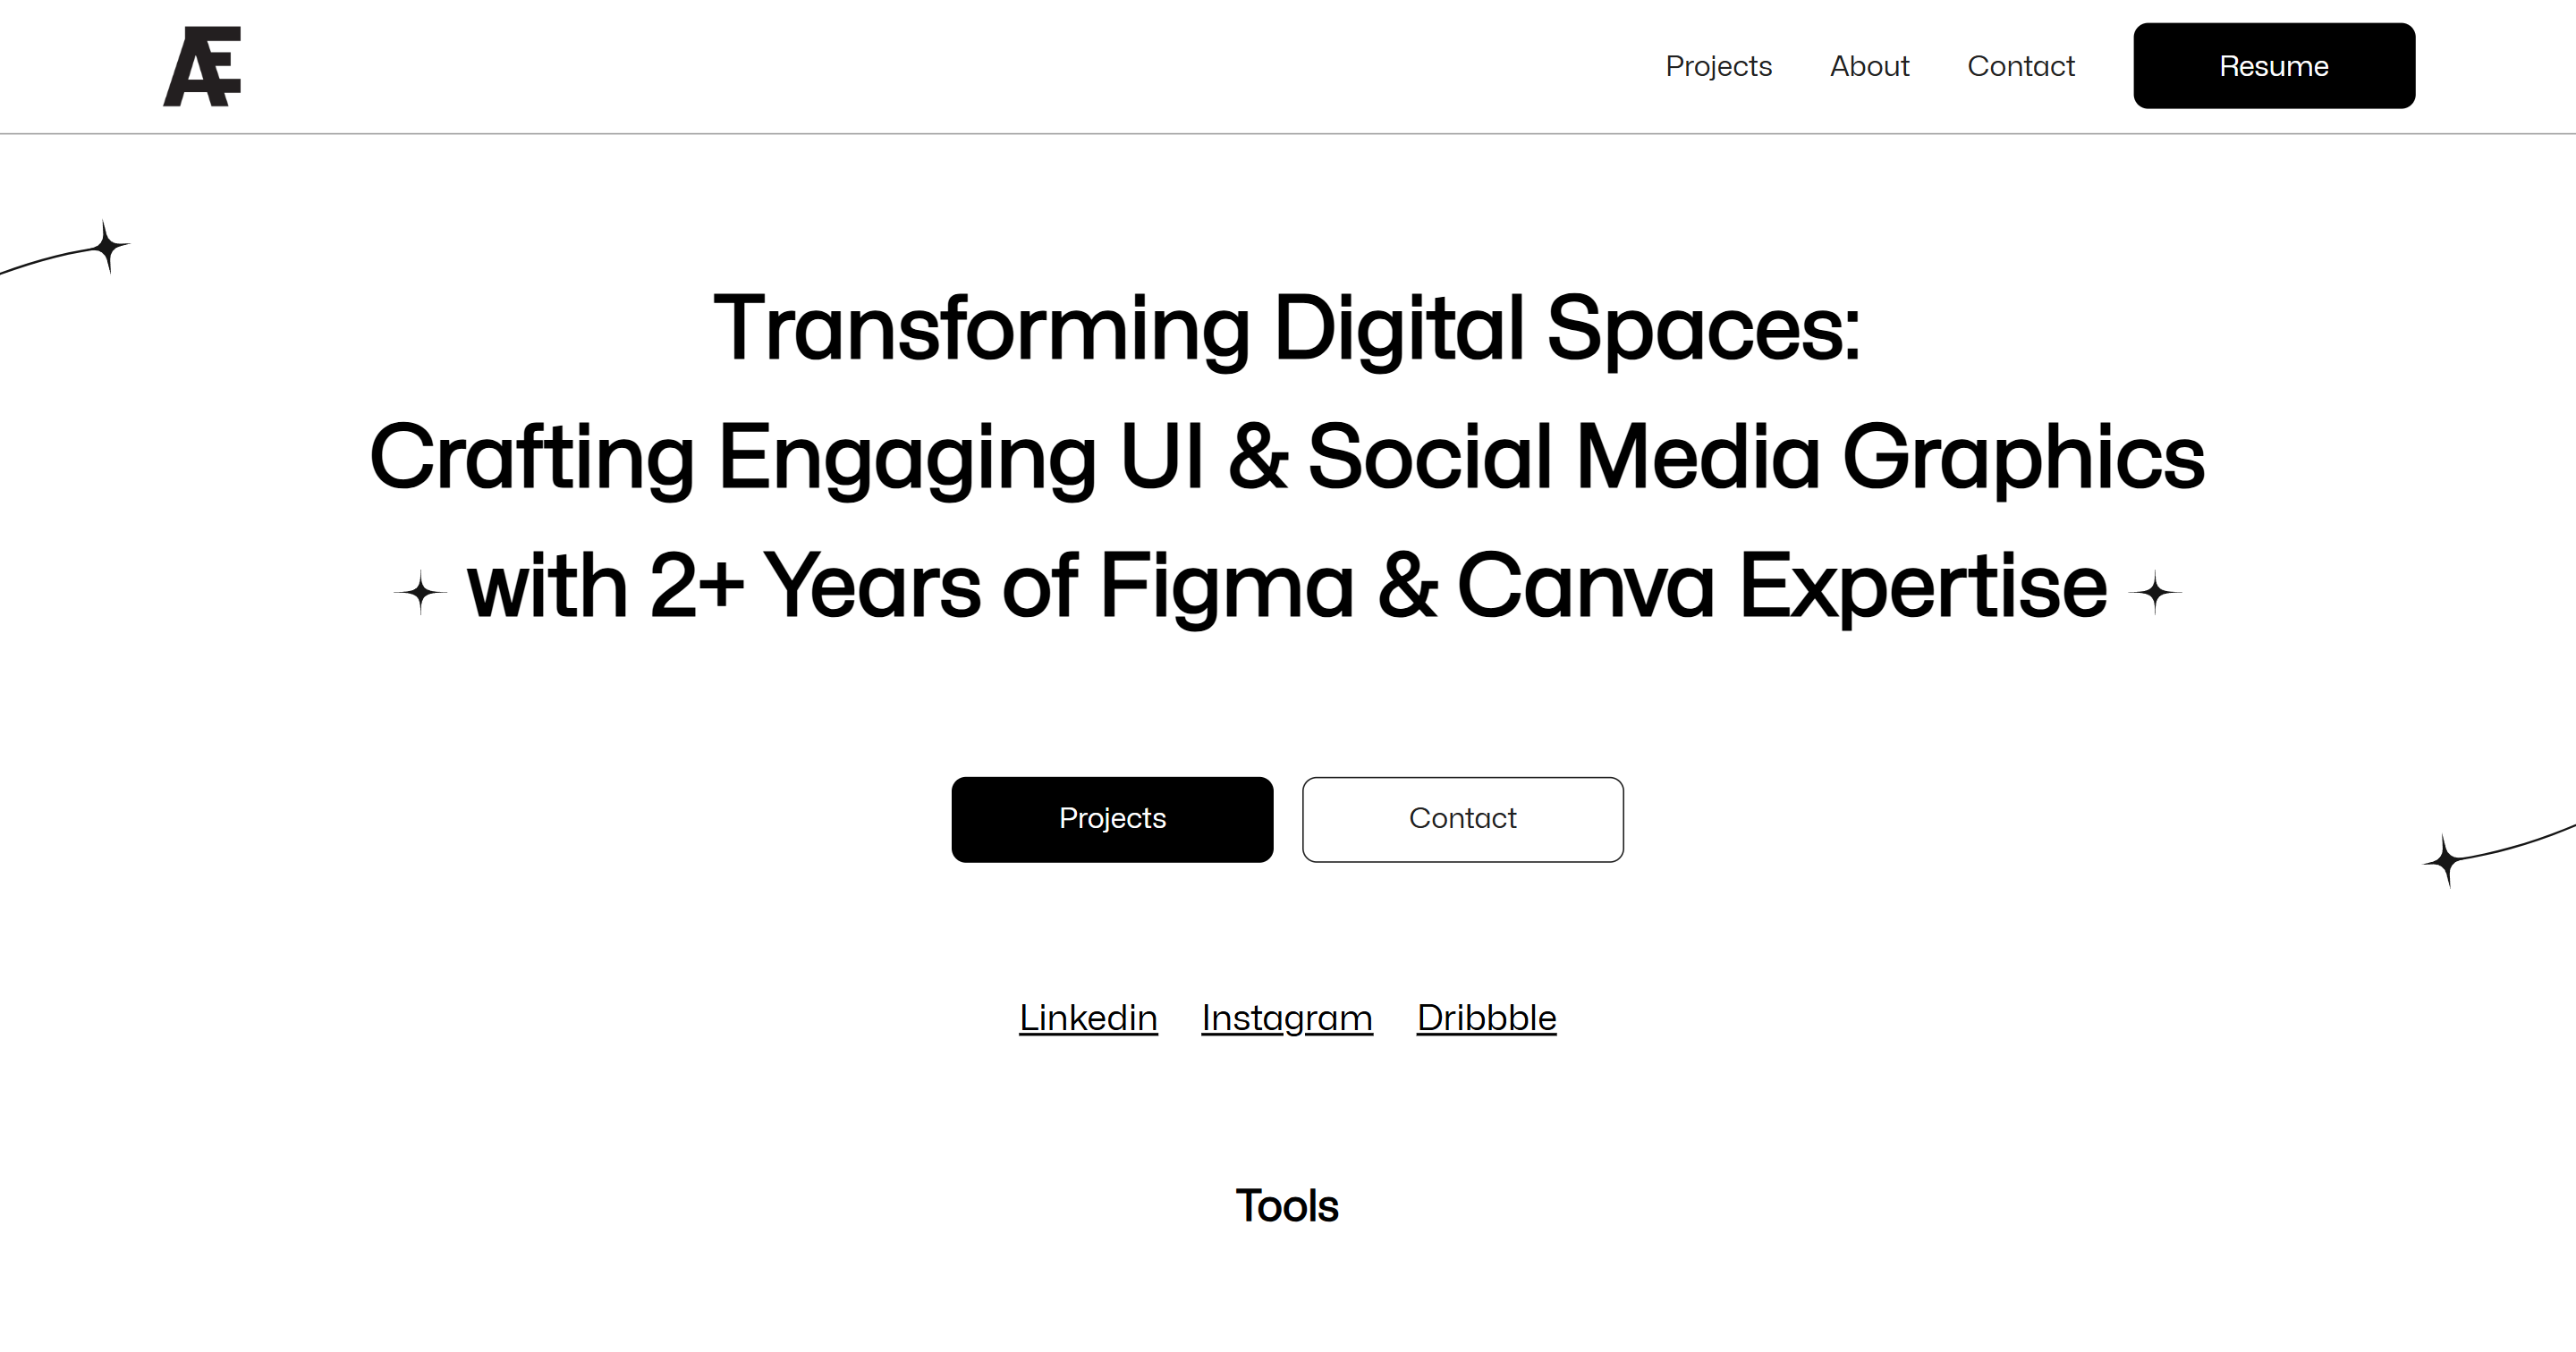 Æ
Projects About Contact Resume
Transforming Digital Spaces:
Crafting Engaging UI & Social Media Graphics
with 2+ Years of Figma & Canva Expertise
Projects Contact
Linkedin Instagram Dribbble
Tools